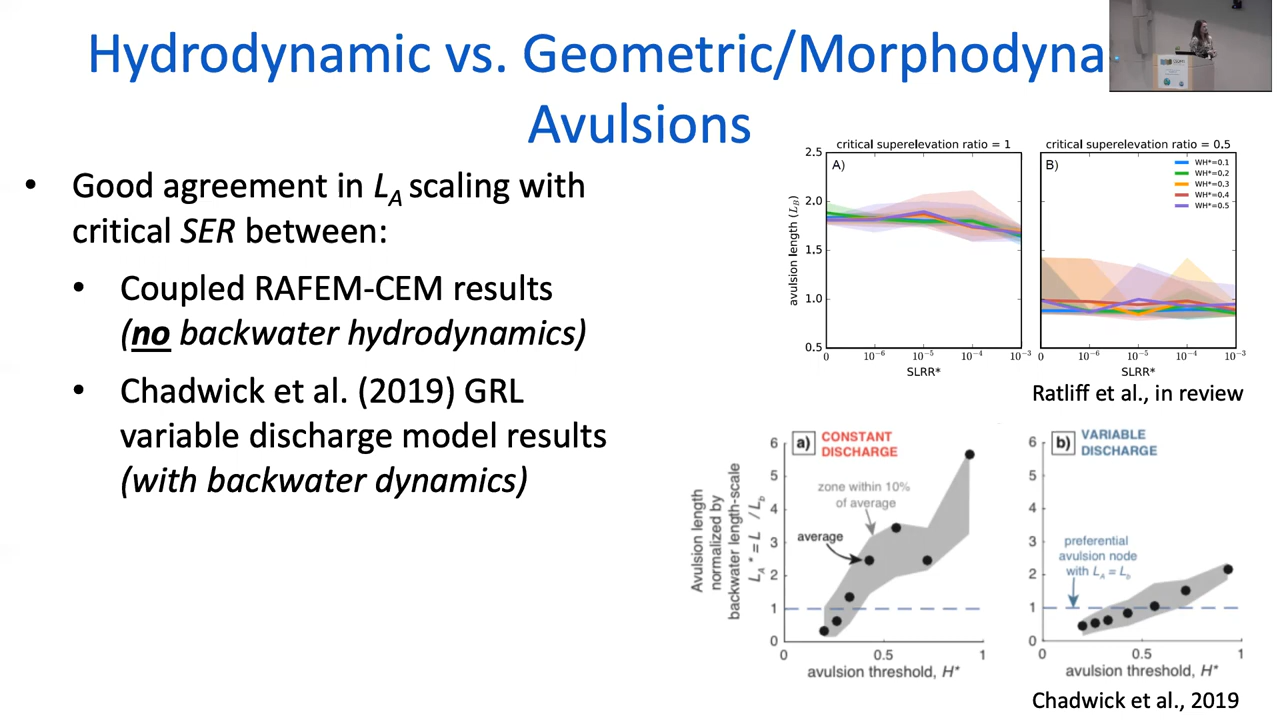 Hydrodynamic vs. Geometric/Morphodyna
Avulsions
• Good agreement in L_A scaling with
critical SER between:
• Coupled RAFEM-CEM results
(no backwater hydrodynamics)
• Chadwick et al. (2019) GRL
variable discharge model results
(with backwater dynamics)
critical superelevation ratio = 1
A)
avulsion length (L_B)
2.5
2.0
1.5
1.0
0.5
0
10⁻⁶
10⁻⁵
10⁻⁴
10⁻³
SLRR*
critical superelevation ratio = 0.5
B)
WH*=0.1
WH*=0.2
WH*=0.3
WH*=0.4
WH*=0.5
0
10⁻⁶
10⁻⁵
10⁻⁴
10⁻³
SLRR*
Ratliff et al., in review
a) CONSTANT
DISCHARGE
Avulsion length
normalized by
backwater length-scale
L_A* = L / L_b
zone within 10%
of average
average
6
5
4
3
2
1
0
0
0.5
1
avulsion threshold, H*
b) VARIABLE
DISCHARGE
preferential
avulsion node
with L_A = L_b
6
5
4
3
2
1
0
0
0.5
1
avulsion threshold, H*
Chadwick et al., 2019